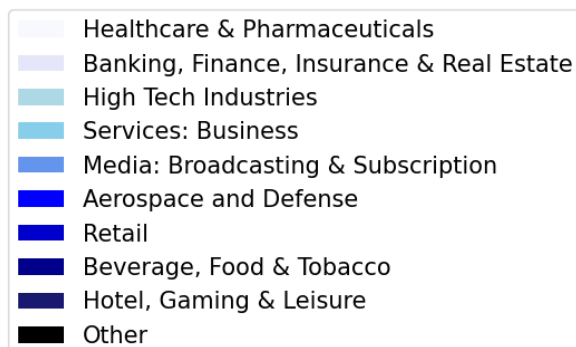 Healthcare & Pharmaceuticals
Banking, Finance, Insurance & Real Estate
High Tech Industries
Services: Business
Media: Broadcasting & Subscription
Aerospace and Defense
Retail
Beverage, Food & Tobacco
Hotel, Gaming & Leisure
Other